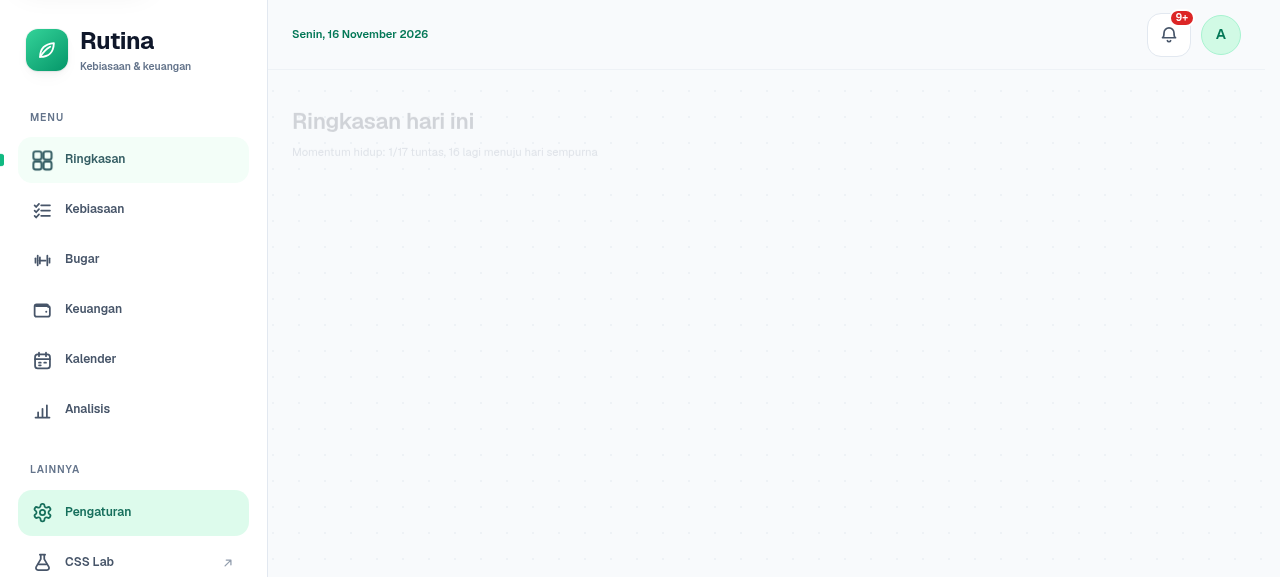 Rutina
Kebiasaan & keuangan
MENU
Ringkasan
Kebiasaan
Bugar
Keuangan
Kalender
Analisis
LAINNYA
Pengaturan
CSS Lab
Senin, 16 November 2026
9+
A
Ringkasan hari ini
Momentum hidup: 1/17 tuntas, 16 lagi menuju hari sempurna